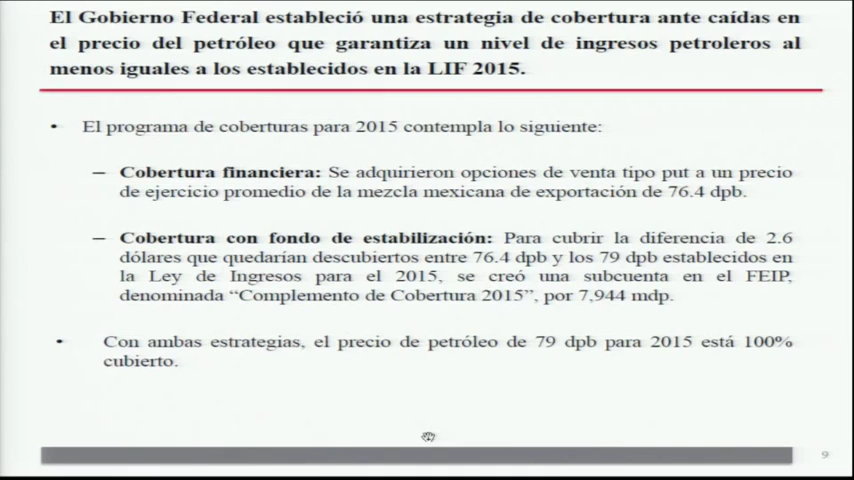 El Gobierno Federal estableció una estrategia de cobertura ante caídas en
el precio del petróleo que garantiza un nivel de ingresos petroleros al
menos iguales a los establecidos en la LIF 2015.
• El programa de coberturas para 2015 contempla lo siguiente:
– Cobertura financiera: Se adquirieron opciones de venta tipo put a un precio
de ejercicio promedio de la mezcla mexicana de exportación de 76.4 dpb.
– Cobertura con fondo de estabilización: Para cubrir la diferencia de 2.6
dólares que quedarían descubiertos entre 76.4 dpb y los 79 dpb establecidos en
la Ley de Ingresos para el 2015, se creó una subcuenta en el FEIP,
denominada “Complemento de Cobertura 2015”, por 7,944 mdp.
• Con ambas estrategias, el precio de petróleo de 79 dpb para 2015 está 100%
cubierto.
9